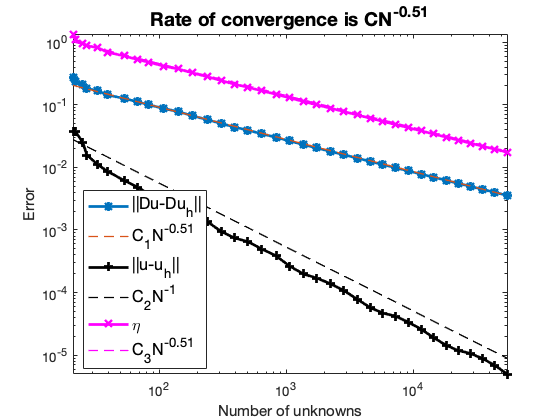 Rate of convergence is CN^-0.51
10^0
10^-1
10^-2
10^-3
10^-4
10^-5
Error
||Du-Du_h||
C_1N^-0.51
||u-u_h||
C_2N^-1
η
C_3N^-0.51
10^2
10^3
10^4
Number of unknowns